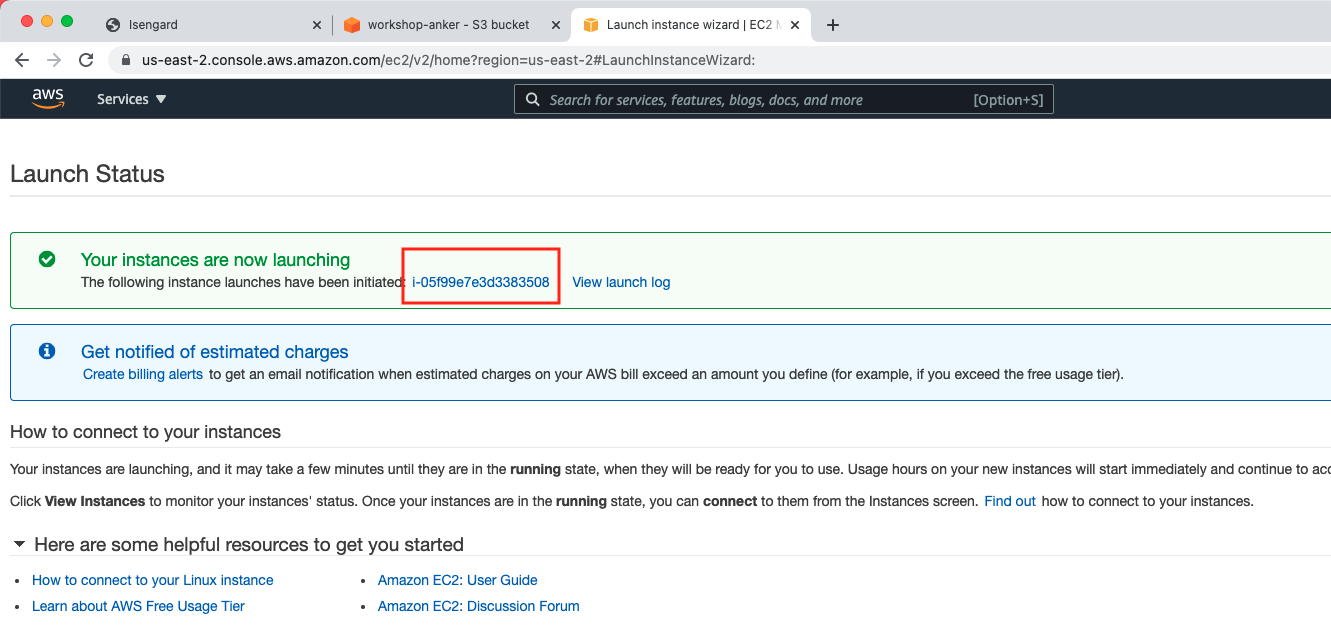 Isengard
workshop-anker - S3 bucket
Launch instance wizard | EC2
us-east-2.console.aws.amazon.com/ec2/v2/home?region=us-east-2#LaunchInstanceWizard:
aws
Services
Search for services, features, blogs, docs, and more
[Option+S]
Launch Status
Your instances are now launching
The following instance launches have been initiated: i-05f99e7e3d3383508 View launch log
Get notified of estimated charges
Create billing alerts to get an email notification when estimated charges on your AWS bill exceed an amount you define (for example, if you exceed the free usage tier).
How to connect to your instances
Your instances are launching, and it may take a few minutes until they are in the running state, when they will be ready for you to use. Usage hours on your new instances will start immediately and continue to
Click View Instances to monitor your instances' status. Once your instances are in the running state, you can connect to them from the Instances screen. Find out how to connect to your instances.
Here are some helpful resources to get you started
• How to connect to your Linux instance
• Amazon EC2: User Guide
• Learn about AWS Free Usage Tier
• Amazon EC2: Discussion Forum